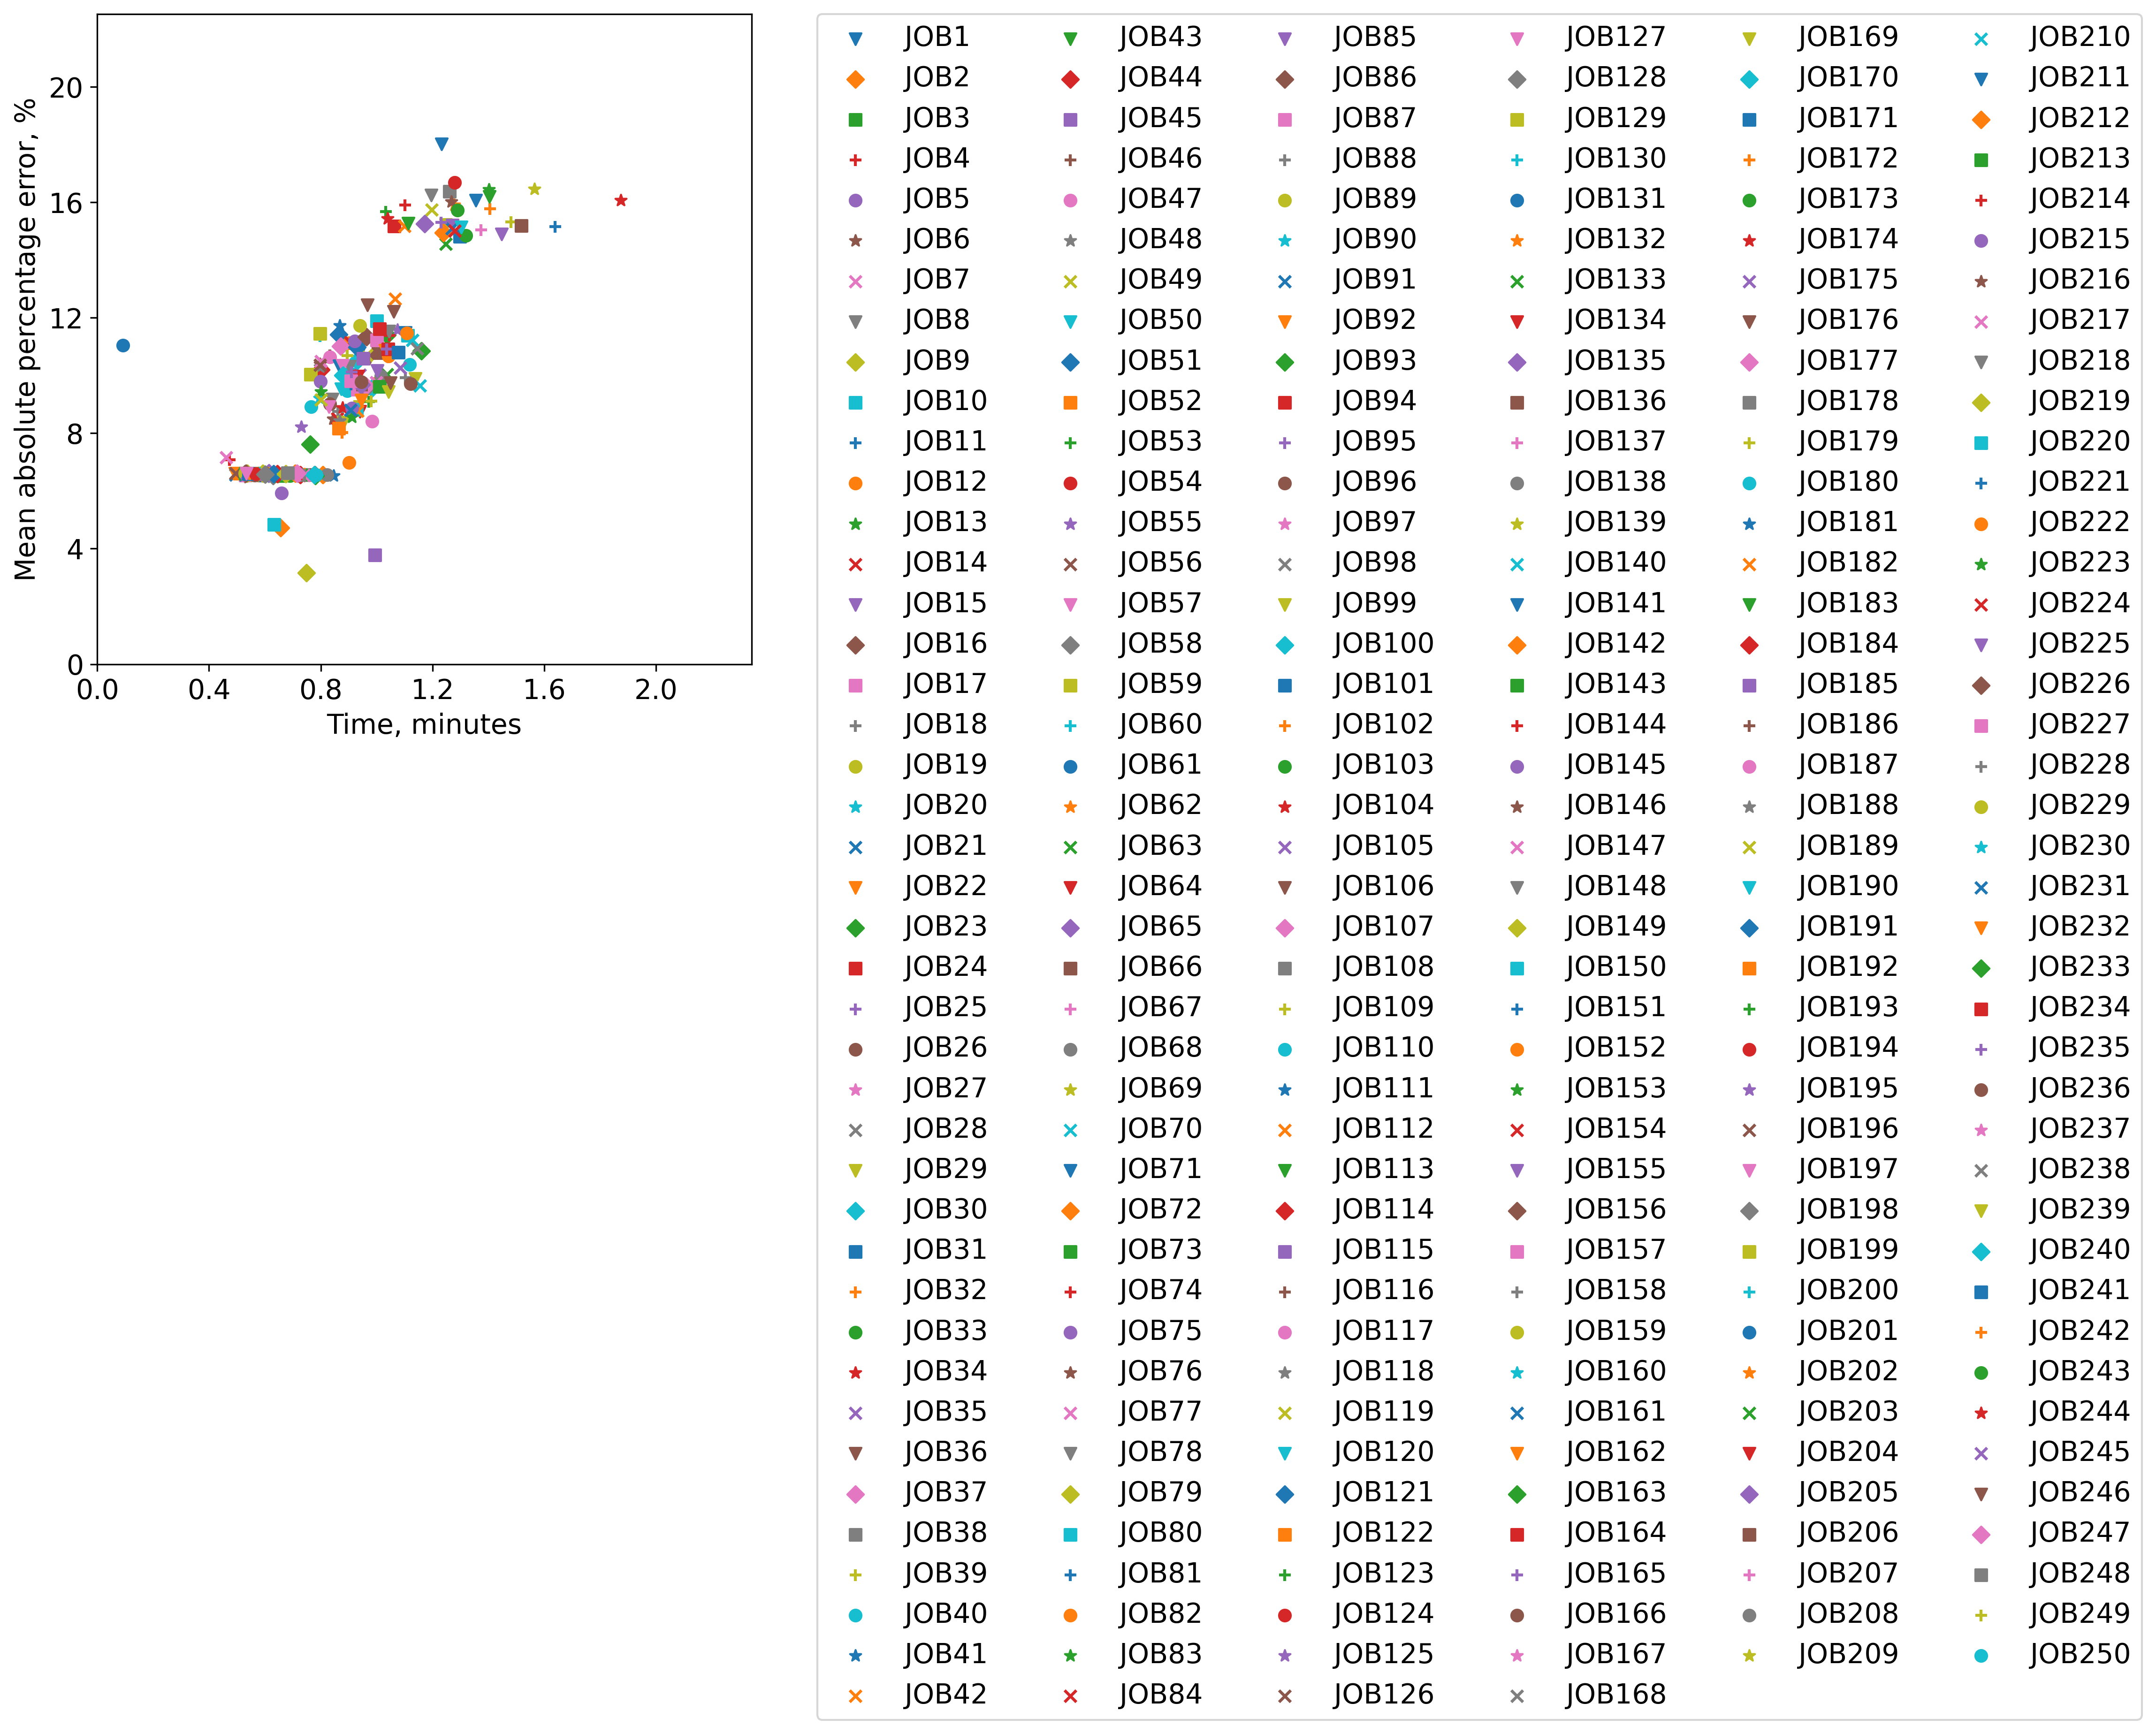 20
16
12
8
4
0
Mean absolute percentage error, %
0.0 0.4 0.8 1.2 1.6 2.0
Time, minutes
JOB1 JOB43 JOB85 JOB127 JOB169 JOB210
JOB2 JOB44 JOB86 JOB128 JOB170 JOB211
JOB3 JOB45 JOB87 JOB129 JOB171 JOB212
JOB4 JOB46 JOB88 JOB130 JOB172 JOB213
JOB5 JOB47 JOB89 JOB131 JOB173 JOB214
JOB6 JOB48 JOB90 JOB132 JOB174 JOB215
JOB7 JOB49 JOB91 JOB133 JOB175 JOB216
JOB8 JOB50 JOB92 JOB134 JOB176 JOB217
JOB9 JOB51 JOB93 JOB135 JOB177 JOB218
JOB10 JOB52 JOB94 JOB136 JOB178 JOB219
JOB11 JOB53 JOB95 JOB137 JOB179 JOB220
JOB12 JOB54 JOB96 JOB138 JOB180 JOB221
JOB13 JOB55 JOB97 JOB139 JOB181 JOB222
JOB14 JOB56 JOB98 JOB140 JOB182 JOB223
JOB15 JOB57 JOB99 JOB141 JOB183 JOB224
JOB16 JOB58 JOB100 JOB142 JOB184 JOB225
JOB17 JOB59 JOB101 JOB143 JOB185 JOB226
JOB18 JOB60 JOB102 JOB144 JOB186 JOB227
JOB19 JOB61 JOB103 JOB145 JOB187 JOB228
JOB20 JOB62 JOB104 JOB146 JOB188 JOB229
JOB21 JOB63 JOB105 JOB147 JOB189 JOB230
JOB22 JOB64 JOB106 JOB148 JOB190 JOB231
JOB23 JOB65 JOB107 JOB149 JOB191 JOB232
JOB24 JOB66 JOB108 JOB150 JOB192 JOB233
JOB25 JOB67 JOB109 JOB151 JOB193 JOB234
JOB26 JOB68 JOB110 JOB152 JOB194 JOB235
JOB27 JOB69 JOB111 JOB153 JOB195 JOB236
JOB28 JOB70 JOB112 JOB154 JOB196 JOB237
JOB29 JOB71 JOB113 JOB155 JOB197 JOB238
JOB30 JOB72 JOB114 JOB156 JOB198 JOB239
JOB31 JOB73 JOB115 JOB157 JOB199 JOB240
JOB32 JOB74 JOB116 JOB158 JOB200 JOB241
JOB33 JOB75 JOB117 JOB159 JOB201 JOB242
JOB34 JOB76 JOB118 JOB160 JOB202 JOB243
JOB35 JOB77 JOB119 JOB161 JOB203 JOB244
JOB36 JOB78 JOB120 JOB162 JOB204 JOB245
JOB37 JOB79 JOB121 JOB163 JOB205 JOB246
JOB38 JOB80 JOB122 JOB164 JOB206 JOB247
JOB39 JOB81 JOB123 JOB165 JOB207 JOB248
JOB40 JOB82 JOB124 JOB166 JOB208 JOB249
JOB41 JOB83 JOB125 JOB167 JOB209 JOB250
JOB42 JOB84 JOB126 JOB168